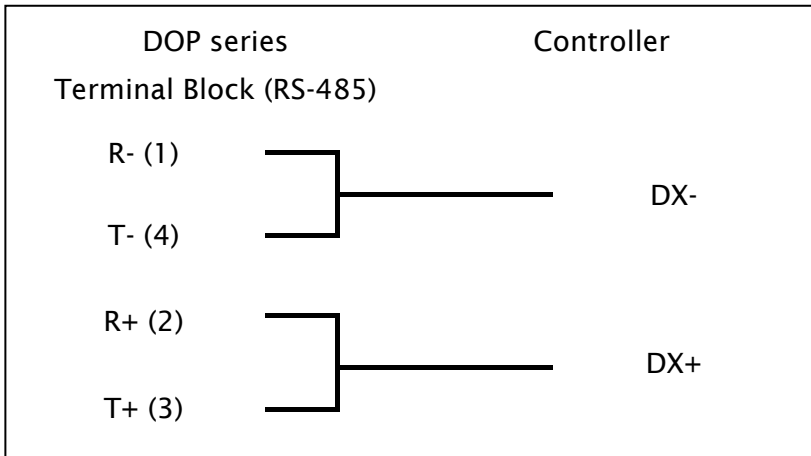 DOP series Controller
Terminal Block (RS-485)
R- (1)
DX-
T- (4)
R+ (2)
DX+
T+ (3)